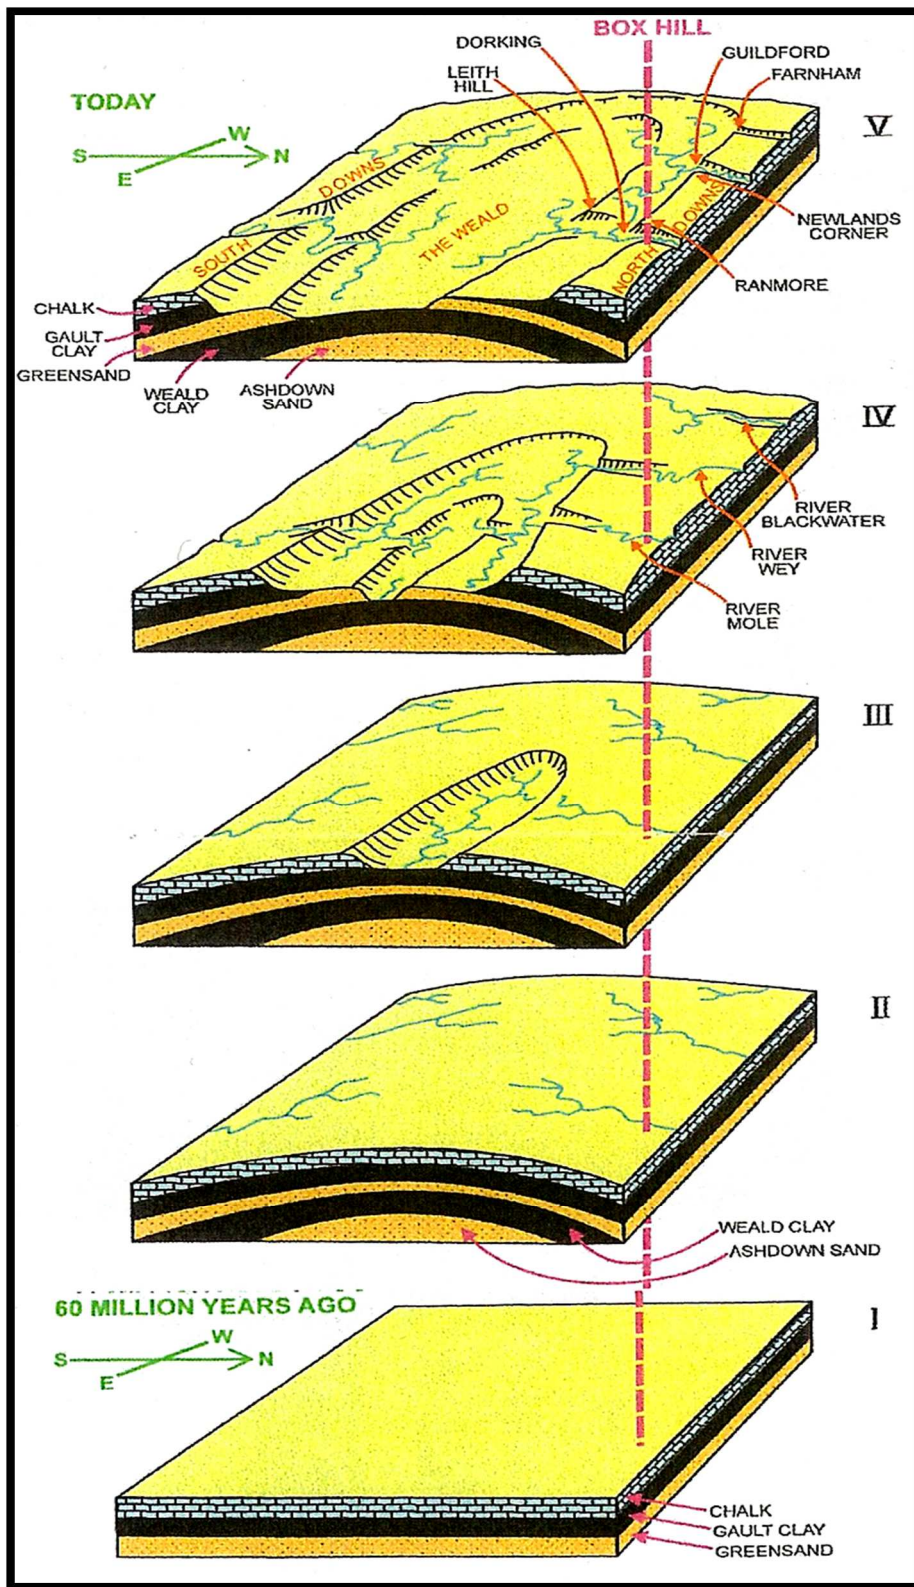 BOX HILL
DORKING
LEITH
HILL
GUILDFORD
FARNHAM
TODAY
V
W
S
N
E
SOUTH DOWNS
THE WEALD
NORTH DOWNS
NEWLANDS
CORNER
RANMORE
CHALK
GAULT
CLAY
GREENSAND
WEALD
CLAY
ASHDOWN
SAND
IV
RIVER
BLACKWATER
RIVER
WEY
RIVER
MOLE
III
II
WEALD CLAY
ASHDOWN SAND
60 MILLION YEARS AGO
I
W
S
N
E
CHALK
GAULT CLAY
GREENSAND